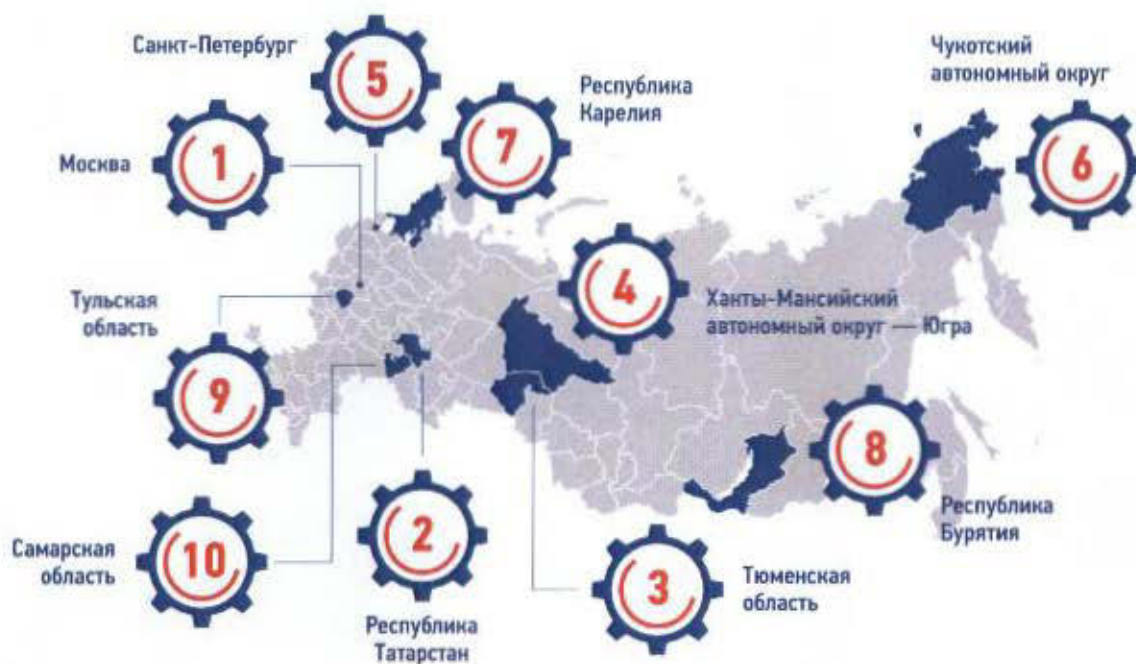 Санкт-Петербург
5
Республика
Карелия
7
Чукотский
автономный округ
6
Москва
1
4
Ханты-Мансийский
автономный округ — Югра
Тульская
область
9
8
Республика
Бурятия
Самарская
область
10
2
Республика
Татарстан
3
Тюменская
область